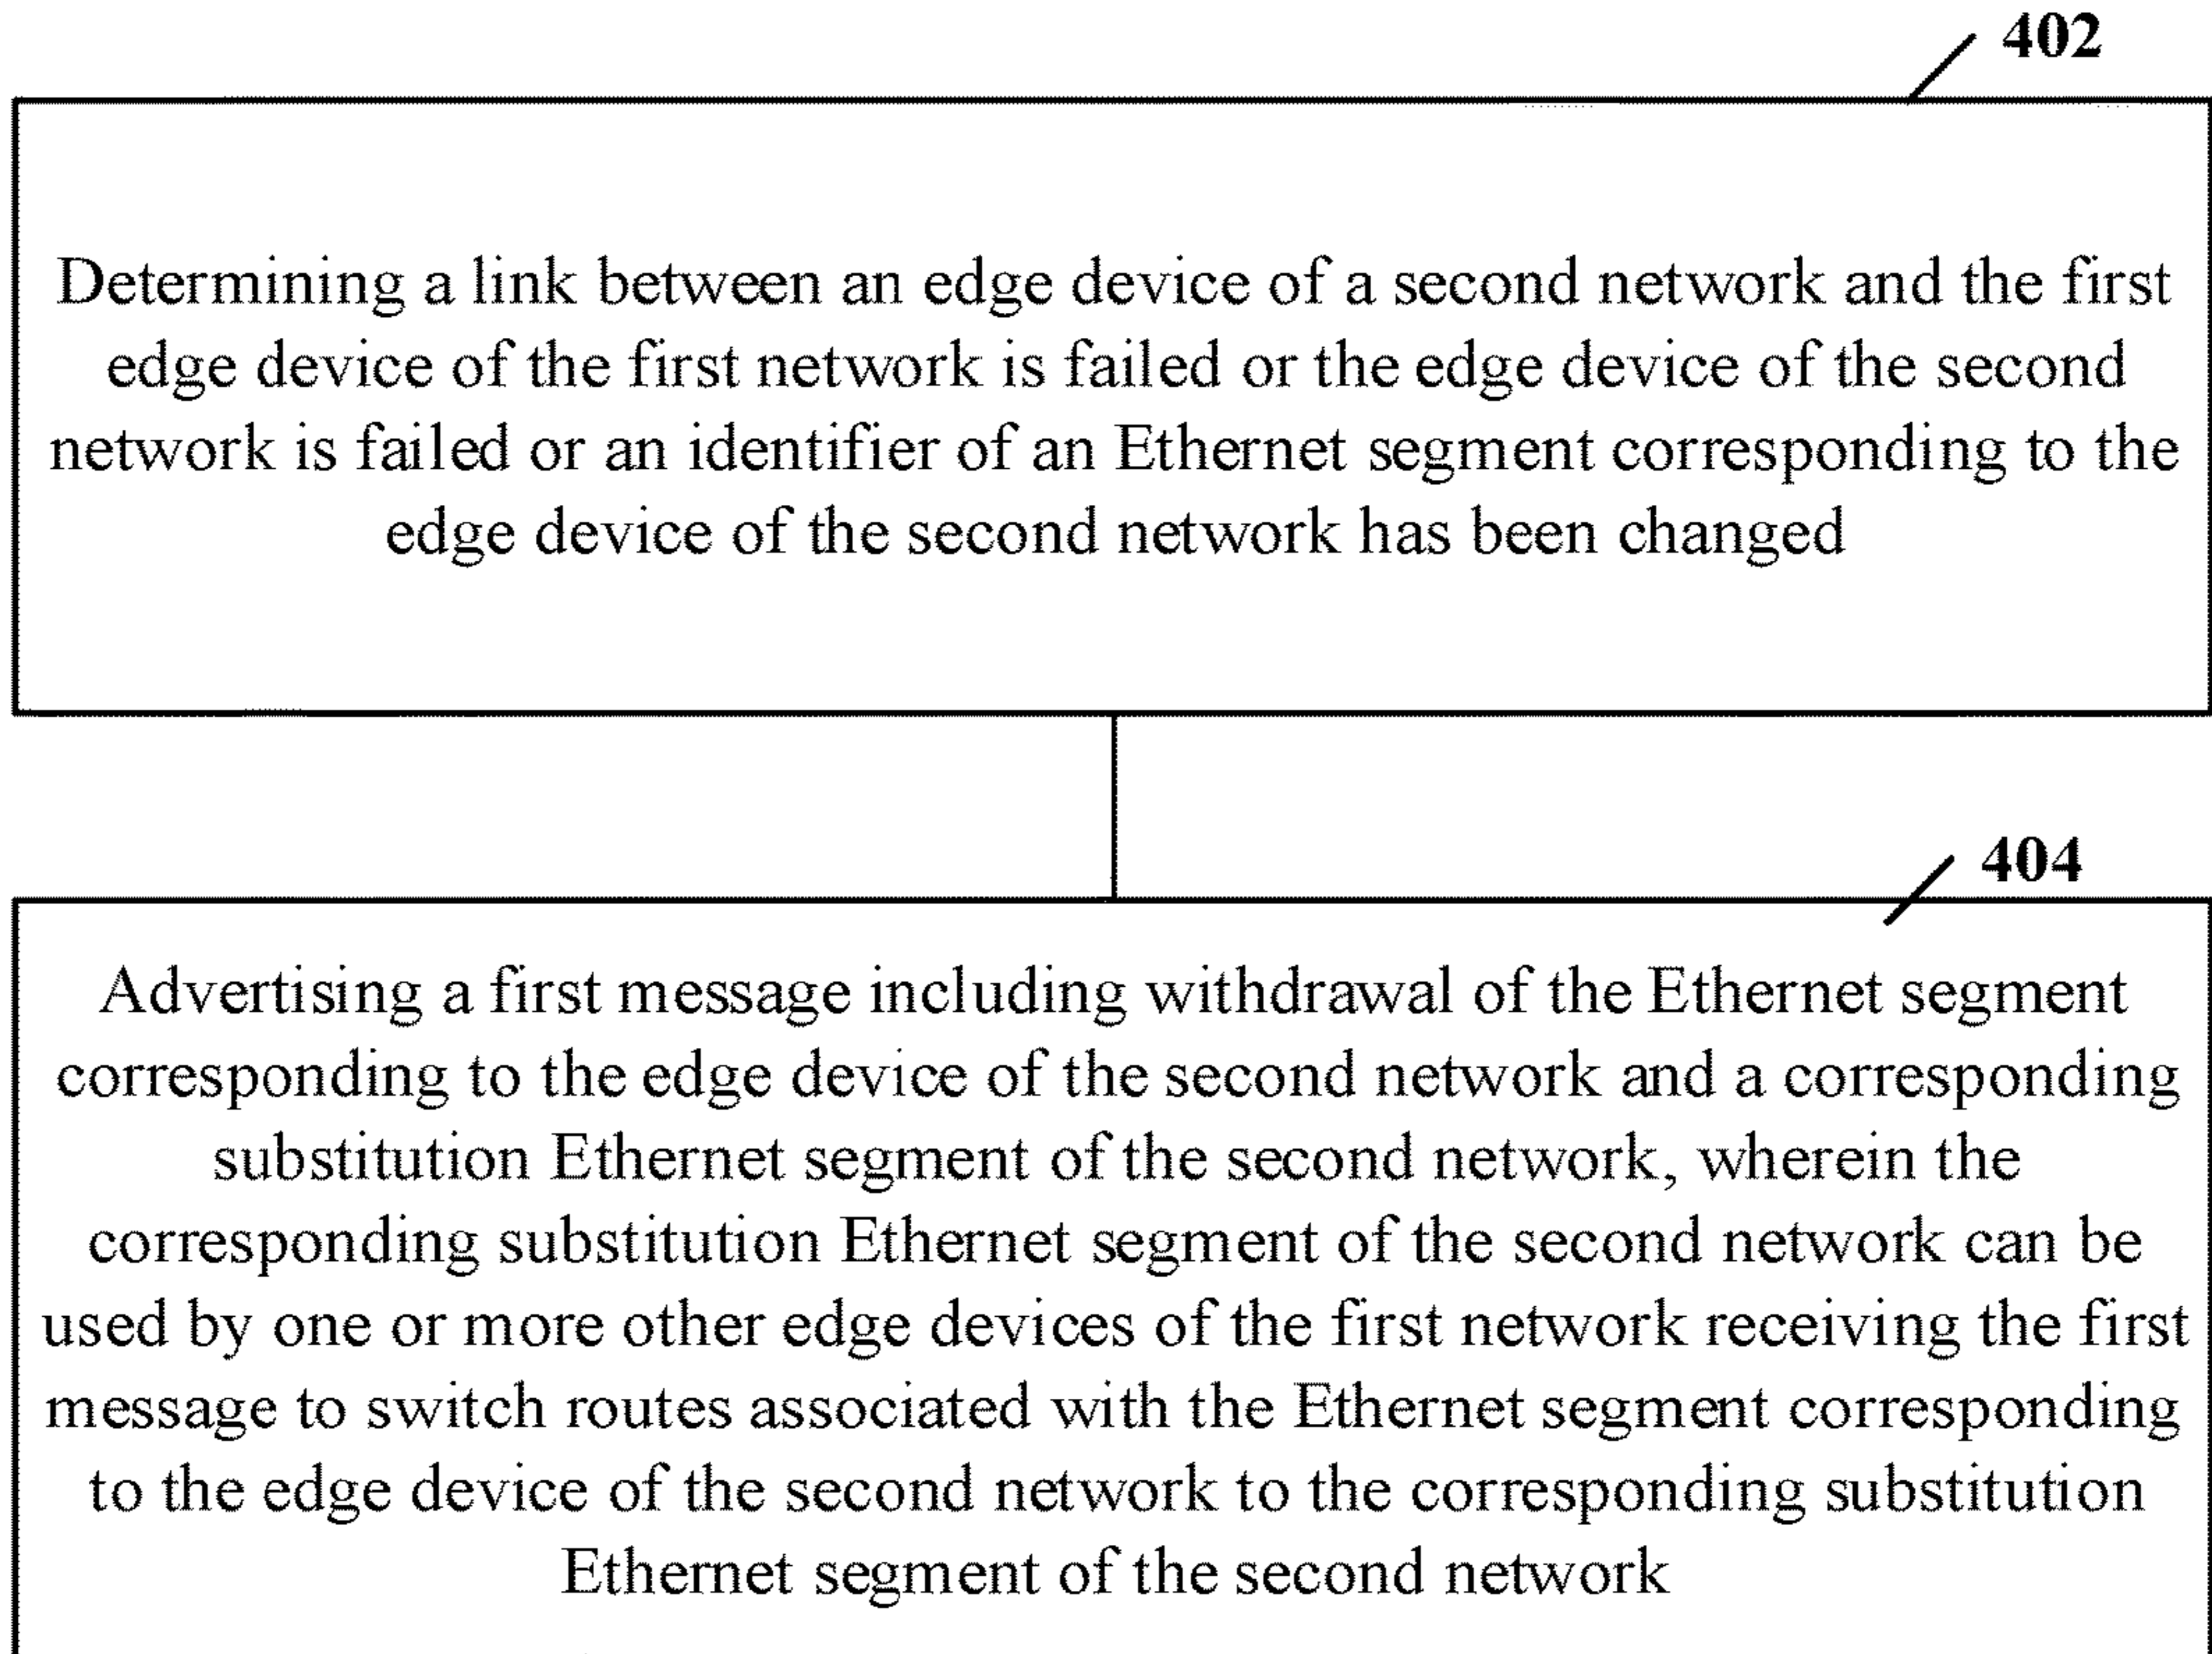 402
Determining a link between an edge device of a second network and the first
edge device of the first network is failed or the edge device of the second
network is failed or an identifier of an Ethernet segment corresponding to the
edge device of the second network has been changed
404
Advertising a first message including withdrawal of the Ethernet segment
corresponding to the edge device of the second network and a corresponding
substitution Ethernet segment of the second network, wherein the
corresponding substitution Ethernet segment of the second network can be
used by one or more other edge devices of the first network receiving the first
message to switch routes associated with the Ethernet segment corresponding
to the edge device of the second network to the corresponding substitution
Ethernet segment of the second network